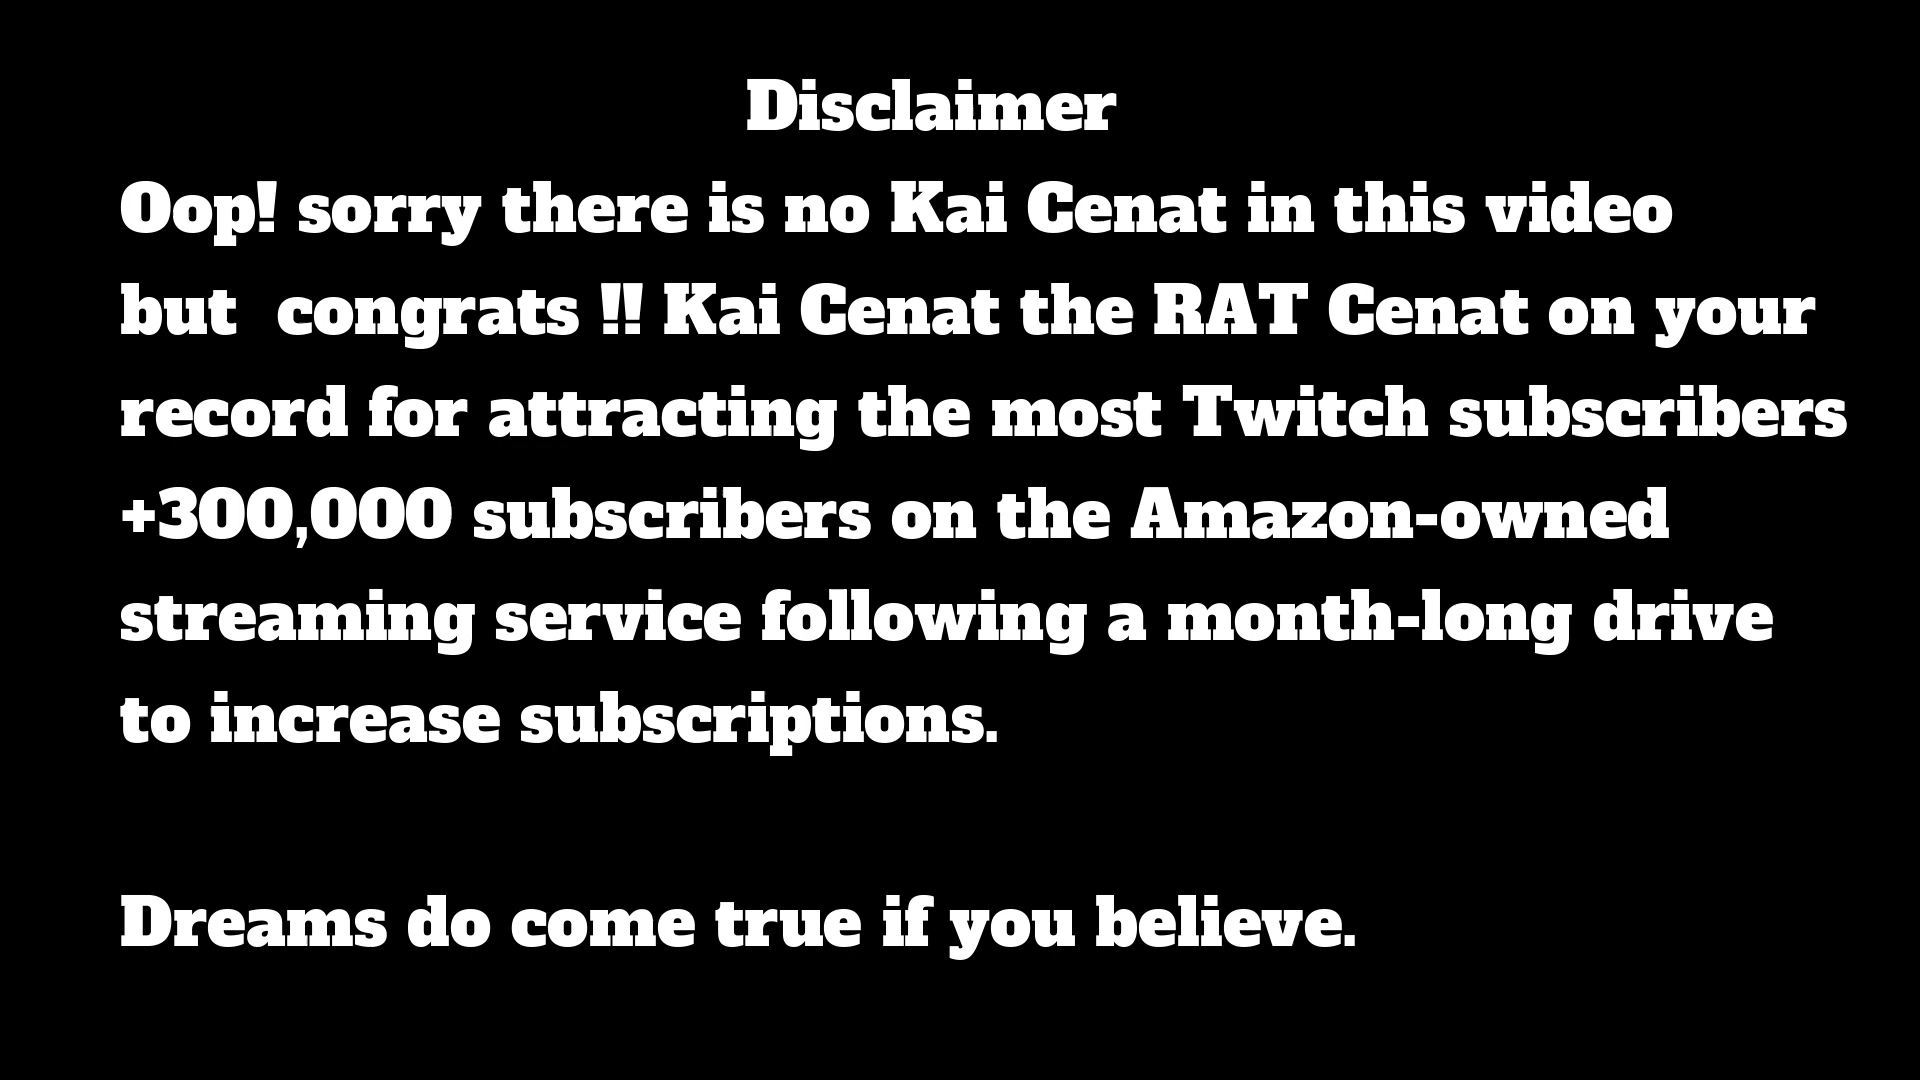 Disclaimer
Oop! sorry there is no Kai Cenat in this video
but  congrats !! Kai Cenat the RAT Cenat on your
record for attracting the most Twitch subscribers
+300,000 subscribers on the Amazon-owned
streaming service following a month-long drive
to increase subscriptions.
Dreams do come true if you believe.